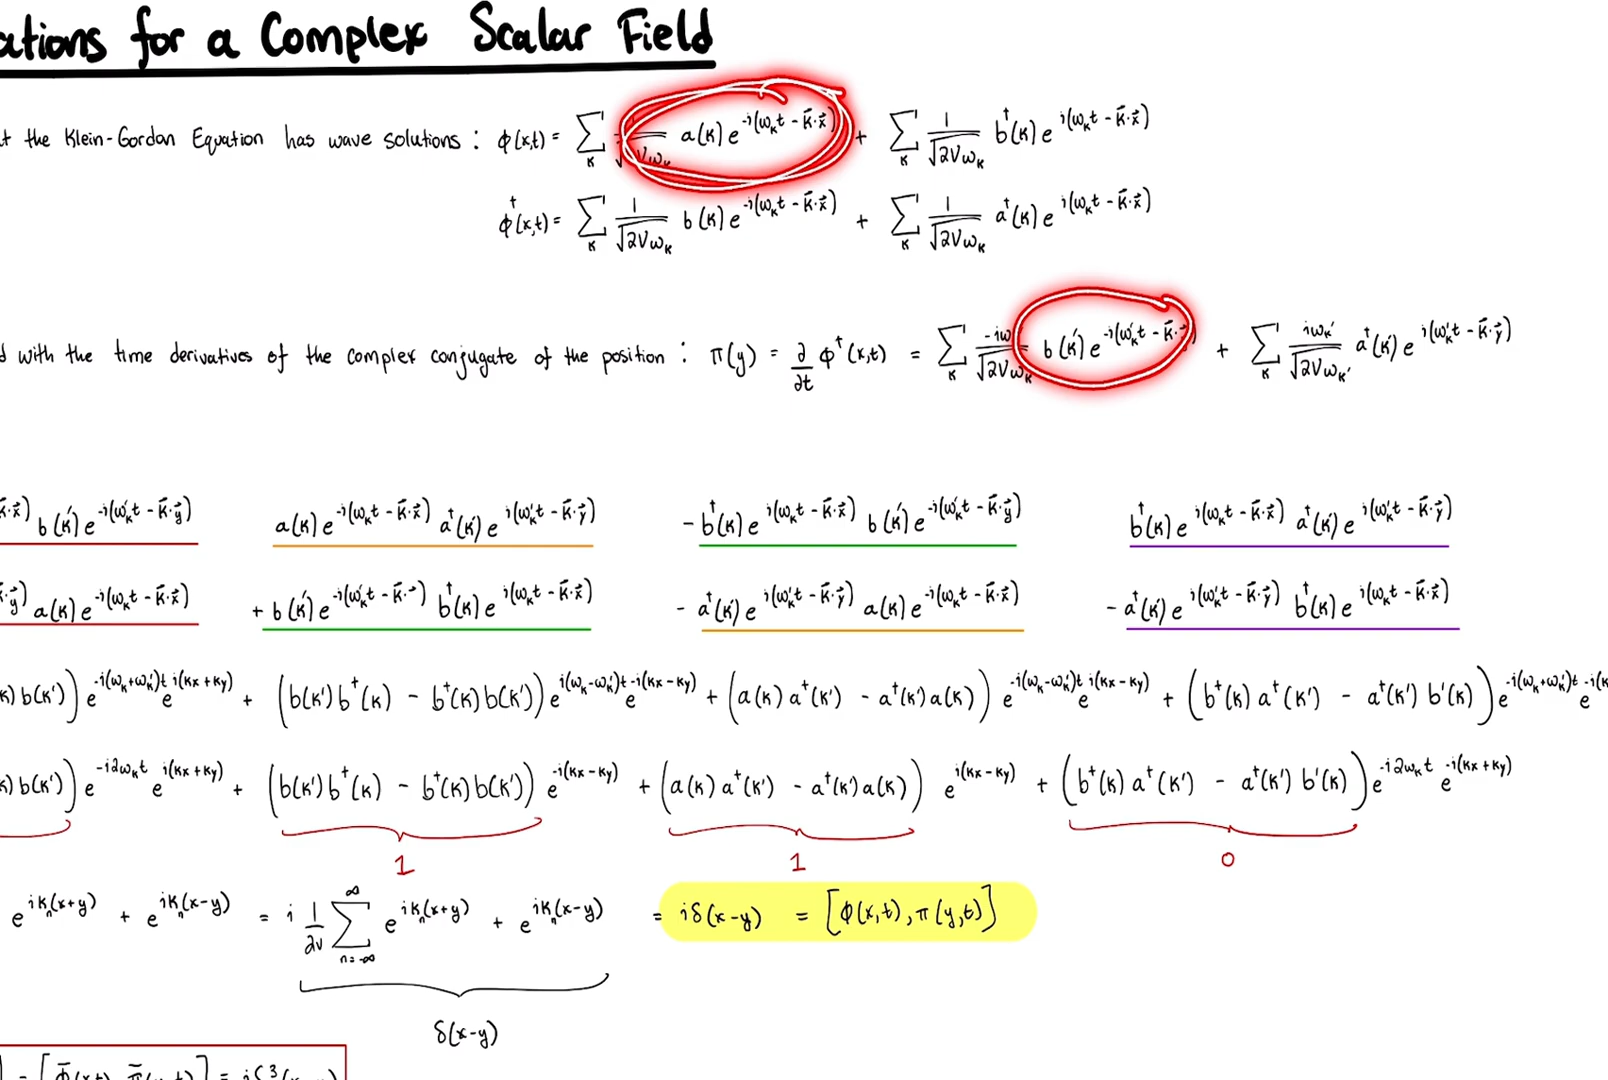 ations for a Complex Scalar Field
t the Klein-Gordon Equation has wave solutions : φ(x,t) = Σ_K a(K) e^{-i(ω_K t - K̄·x̄)} + Σ_K 1/√(2Vω_K) b†(K) e^{i(ω_K t - K̄·x̄)}
φ†(x,t) = Σ_K 1/√(2Vω_K) b(K) e^{-i(ω_K t - K̄·x̄)} + Σ_K 1/√(2Vω_K) a†(K) e^{i(ω_K t - K̄·x̄)}
d with the time derivatives of the complex conjugate of the position : π(y) = ∂/∂t φ†(x,t) = Σ_K -iω/√(2Vω_K) b(K') e^{-i(ω'_K t - K̄· } + Σ_K iω_K'/√(2Vω_K') a†(K') e^{i(ω'_K t - K̄·ȳ)}
K̄·x̄) b(K') e^{-i(ω'_K t - K̄·ȳ)} a(K) e^{-i(ω_K t - K̄·x̄)} a†(K') e^{i(ω'_K t - K̄·ȳ)} - b†(K) e^{i(ω_K t - K̄·x̄)} b(K') e^{-i(ω'_K t - K̄·ȳ)} b†(K) e^{i(ω_K t - K̄·x̄)} a†(K') e^{i(ω'_K t - K̄·ȳ)}
K̄·ȳ) a(K) e^{-i(ω_K t - K̄·x̄)} + b(K') e^{-i(ω'_K t - K̄· )} b†(K) e^{i(ω_K t - K̄·x̄)} - a†(K') e^{i(ω'_K t - K̄·ȳ)} a(K) e^{-i(ω_K t - K̄·x̄)} - a†(K') e^{i(ω'_K t - K̄·ȳ)} b†(K) e^{i(ω_K t - K̄·x̄)}
K) b(K')) e^{-i(ω_K+ω'_K)t} e^{i(Kx+Ky)} + (b(K')b†(K) - b†(K)b(K')) e^{i(ω_K-ω'_K)t} e^{-i(Kx-Ky)} + (a(K)a†(K') - a†(K')a(K)) e^{-i(ω_K-ω'_K)t} e^{i(Kx-Ky)} + (b†(K)a†(K') - a†(K')b'(K)) e^{-i(ω_K+ω'_K)t} e^{-i(K
K) b(K')) e^{-i2ω_K t} e^{i(Kx+Ky)} + (b(K')b†(K) - b†(K)b(K')) e^{-i(Kx-Ky)} + (a(K)a†(K') - a†(K')a(K)) e^{i(Kx-Ky)} + (b†(K)a†(K') - a†(K')b'(K)) e^{-i2ω_K t} e^{-i(Kx+Ky)}
1 1 0
e^{iK_n(x+y)} + e^{iK_n(x-y)} = i 1/2V Σ_{n=-∞}^{∞} e^{iK_n(x+y)} + e^{iK_n(x-y)} = iδ(x-y) = [φ(x,t), π(y,t)]
δ(x-y)